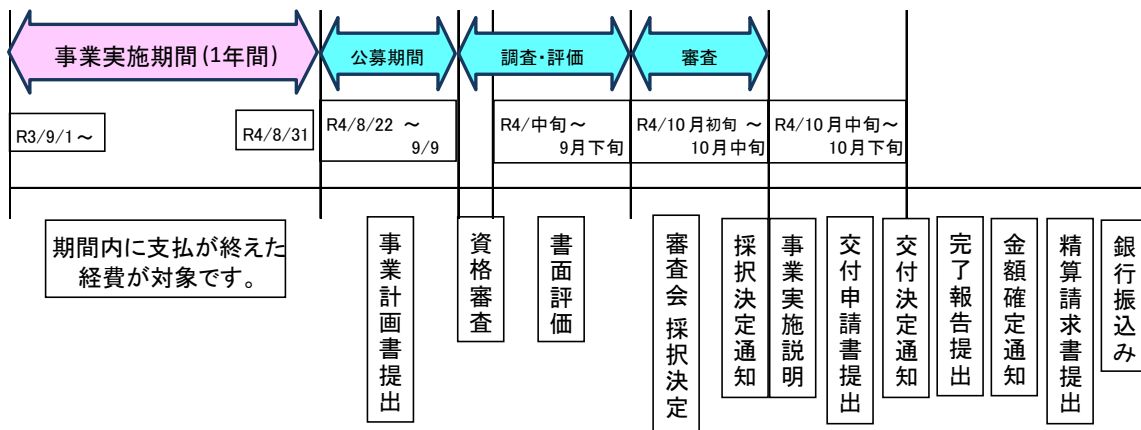 事業実施期間(1年間)
公募期間
調査・評価
審査
R3/9/1～
R4/8/31
R4/8/22 ～
9/9
R4/中旬～
9月下旬
R4/10月初旬 ～
10月中旬
R4/10月中旬～
10月下旬
期間内に支払が終えた
経費が対象です。
事業計画書提出
資格審査
書面評価
審査会 採択決定
採択決定通知
事業実施説明
交付申請書提出
交付決定通知
完了報告提出
金額確定通知
精算請求書提出
銀行振込み